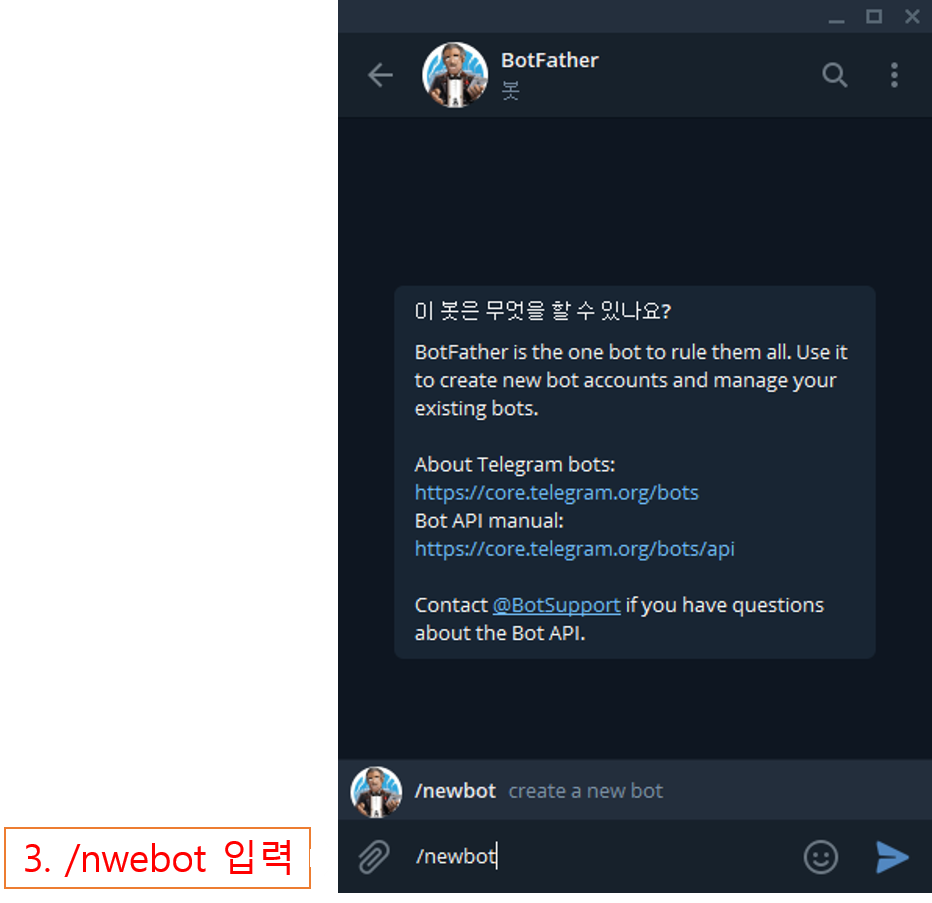 BotFather
봇
이 봇은 무엇을 할 수 있나요?
BotFather is the one bot to rule them all. Use it
to create new bot accounts and manage your
existing bots.
About Telegram bots:
https://core.telegram.org/bots
Bot API manual:
https://core.telegram.org/bots/api
Contact @BotSupport if you have questions
about the Bot API.
/newbot create a new bot
3. /nwebot 입력
/newbot